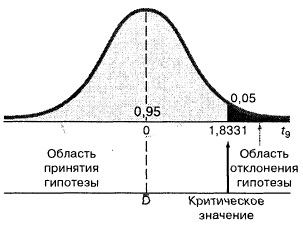 0,95
0,05
0
1,8331
t9
Область
принятия
гипотезы
Область
отклонения
гипотезы
D
Критическое
значение